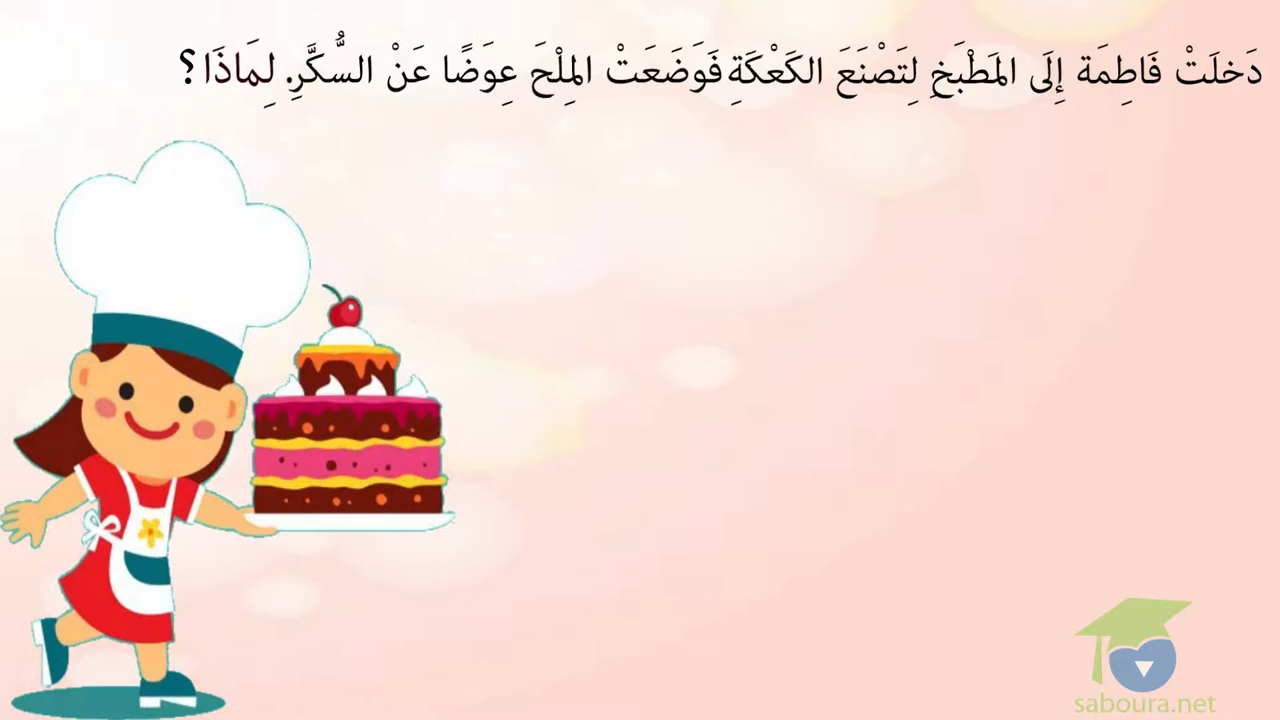 دَخلَتْ فَاطِمَة إِلَى المَطْبَخِ لِتَصْنَعَ الكَعْكَةِ فَوَضَعَتْ المِلْحَ عِوَضًا عَنْ السُّكَّرِ. لِمَاذَا؟
saboura.net